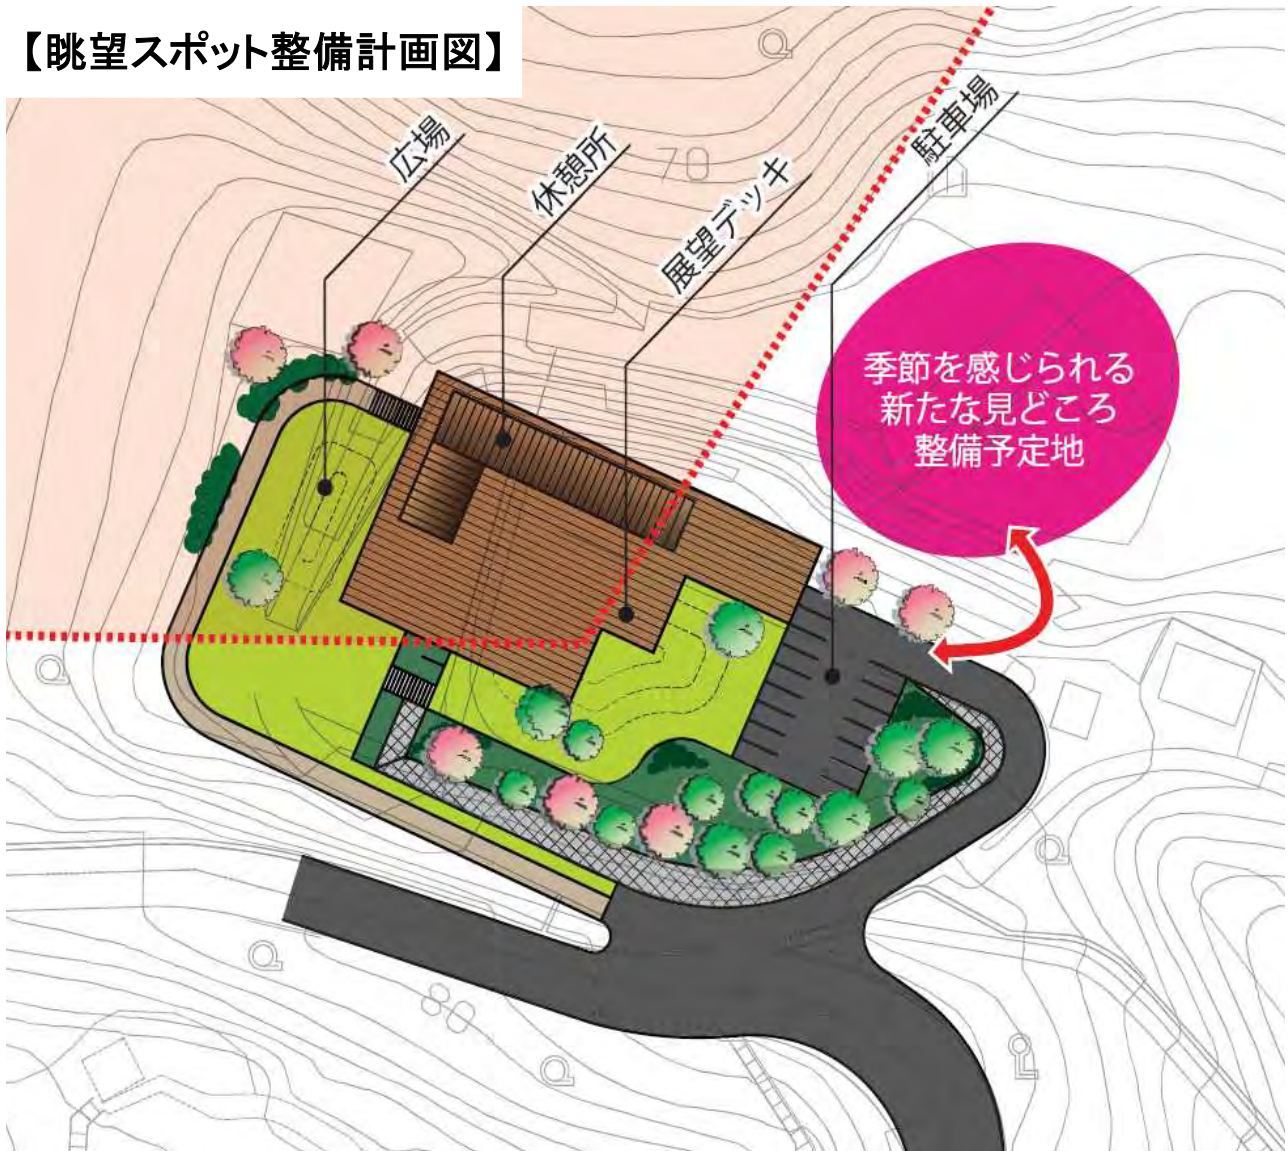 【眺望スポット整備計画図】
広場
休憩所
70
展望デッキ
駐車場
季節を感じられる
新たな見どころ
整備予定地